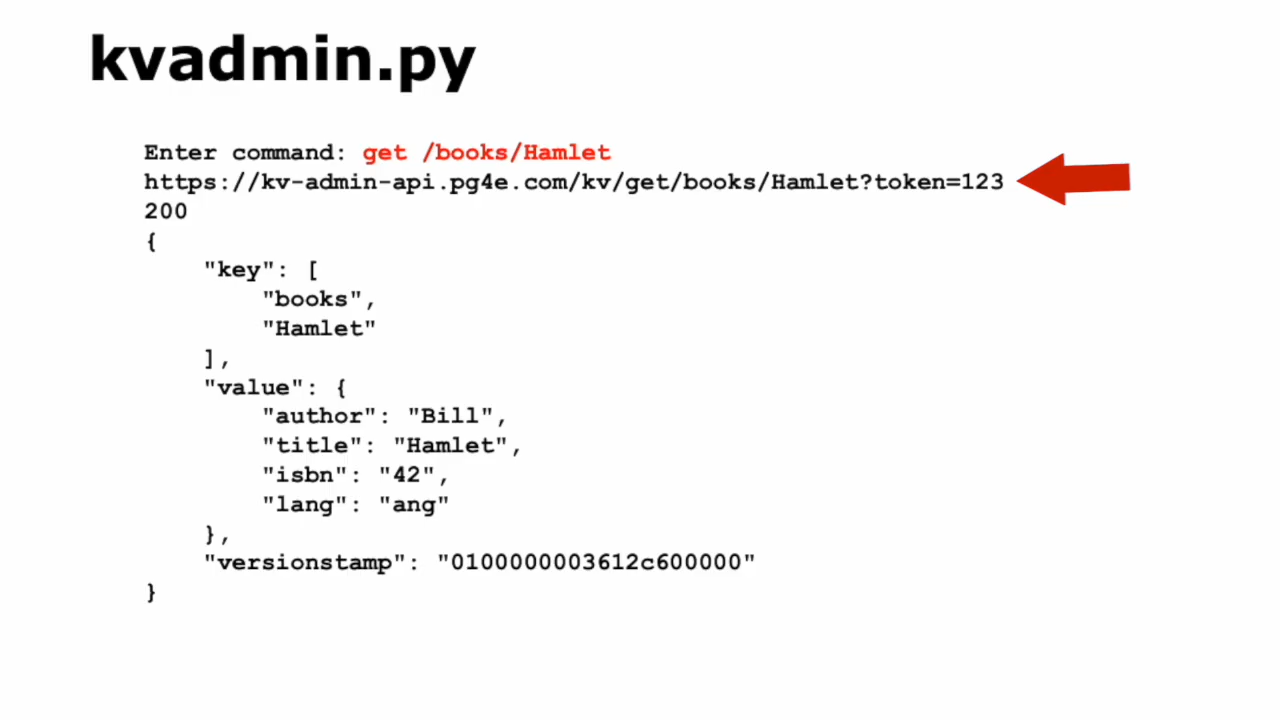 kvadmin.py
Enter command: get /books/Hamlet
https://kv-admin-api.pg4e.com/kv/get/books/Hamlet?token=123
200
{
    "key": [
        "books",
        "Hamlet"
    ],
    "value": {
        "author": "Bill",
        "title": "Hamlet",
        "isbn": "42",
        "lang": "ang"
    },
    "versionstamp": "0100000003612c600000"
}